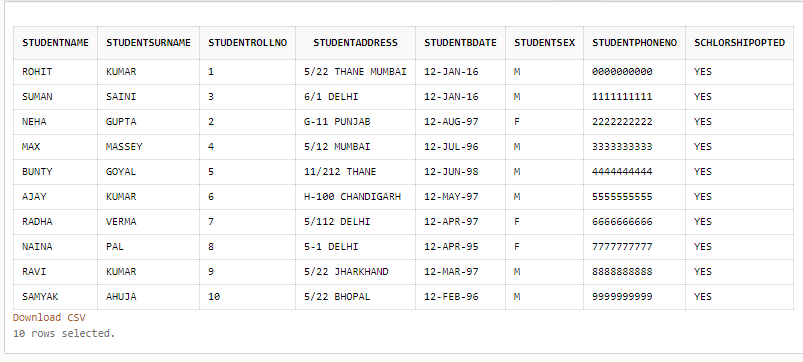 STUDENTNAME STUDENTSURNAME STUDENTROLLNO STUDENTADDRESS STUDENTBDATE STUDENTSEX STUDENTPHONENO SCHLORSHIPOPTED
ROHIT KUMAR 1 5/22 THANE MUMBAI 12-JAN-16 M 0000000000 YES
SUMAN SAINI 3 6/1 DELHI 12-JAN-16 M 1111111111 YES
NEHA GUPTA 2 G-11 PUNJAB 12-AUG-97 F 2222222222 YES
MAX MASSEY 4 5/12 MUMBAI 12-JUL-96 M 3333333333 YES
BUNTY GOYAL 5 11/212 THANE 12-JUN-98 M 4444444444 YES
AJAY KUMAR 6 H-100 CHANDIGARH 12-MAY-97 M 5555555555 YES
RADHA VERMA 7 5/112 DELHI 12-APR-97 F 6666666666 YES
NAINA PAL 8 5-1 DELHI 12-APR-95 F 7777777777 YES
RAVI KUMAR 9 5/22 JHARKHAND 12-MAR-97 M 8888888888 YES
SAMYAK AHUJA 10 5/22 BHOPAL 12-FEB-96 M 9999999999 YES
Download CSV
10 rows selected.